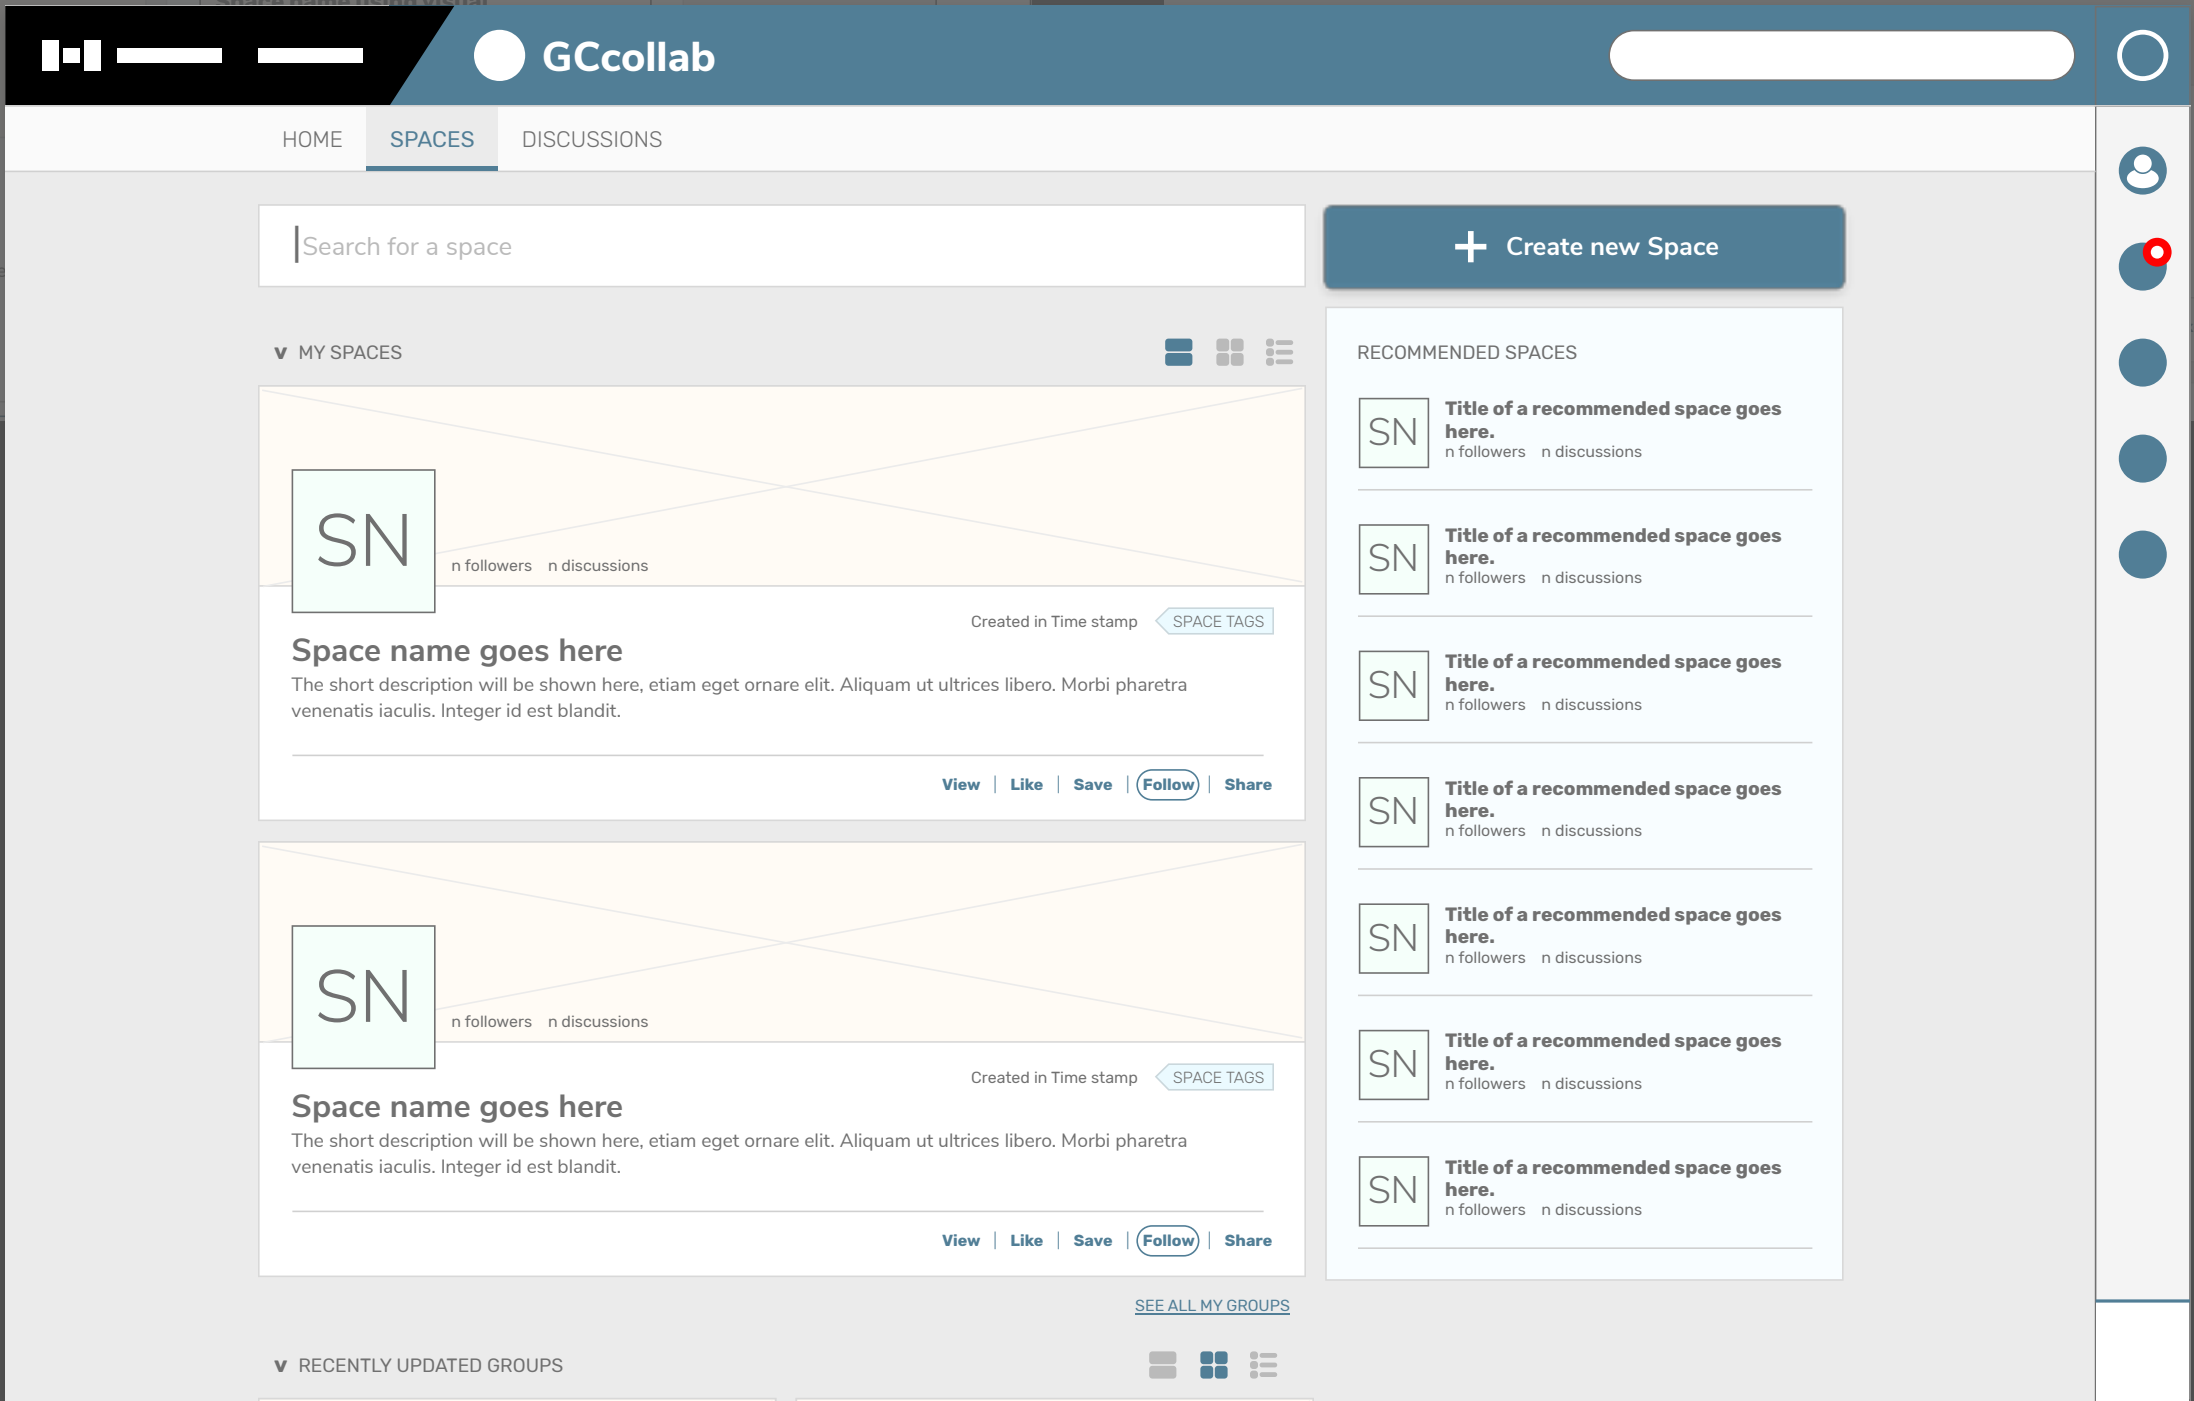 GCcollab
HOME SPACES DISCUSSIONS
Search for a space
Create new Space
v MY SPACES
SN
n followers n discussions
Created in Time stamp SPACE TAGS
Space name goes here
The short description will be shown here, etiam eget ornare elit. Aliquam ut ultrices libero. Morbi pharetra
venenatis iaculis. Integer id est blandit.
View | Like | Save | Follow | Share
SN
n followers n discussions
Created in Time stamp SPACE TAGS
Space name goes here
The short description will be shown here, etiam eget ornare elit. Aliquam ut ultrices libero. Morbi pharetra
venenatis iaculis. Integer id est blandit.
View | Like | Save | Follow | Share
SEE ALL MY GROUPS
v RECENTLY UPDATED GROUPS
RECOMMENDED SPACES
SN
Title of a recommended space goes
here.
n followers n discussions
SN
Title of a recommended space goes
here.
n followers n discussions
SN
Title of a recommended space goes
here.
n followers n discussions
SN
Title of a recommended space goes
here.
n followers n discussions
SN
Title of a recommended space goes
here.
n followers n discussions
SN
Title of a recommended space goes
here.
n followers n discussions
SN
Title of a recommended space goes
here.
n followers n discussions